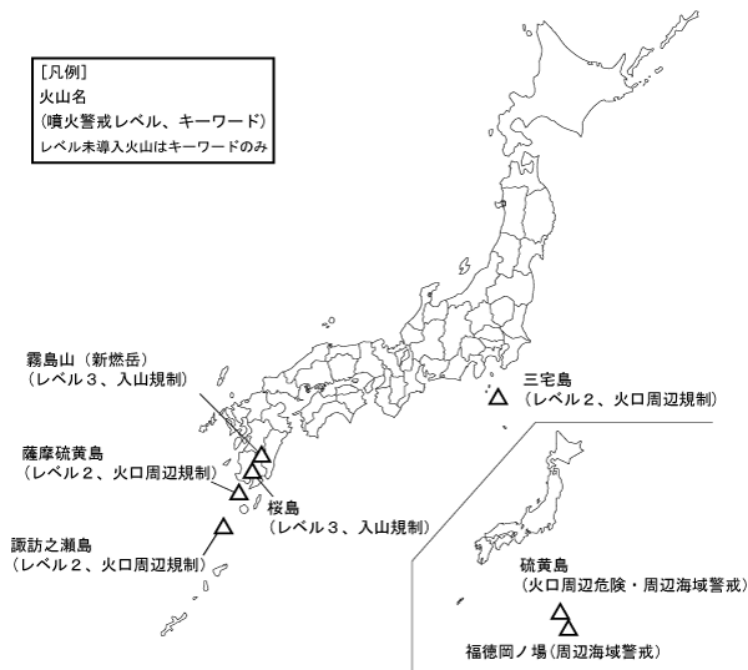 [凡例]
火山名
(噴火警戒レベル、キーワード)
レベル未導入火山はキーワードのみ
霧島山（新燃岳）
（レベル３、入山規制）
三宅島
（レベル２、火口周辺規制）
薩摩硫黄島
（レベル２、火口周辺規制）
桜島
（レベル３、入山規制）
諏訪之瀬島
（レベル２、火口周辺規制）
硫黄島
（火口周辺危険・周辺海域警戒）
福徳岡ノ場(周辺海域警戒）